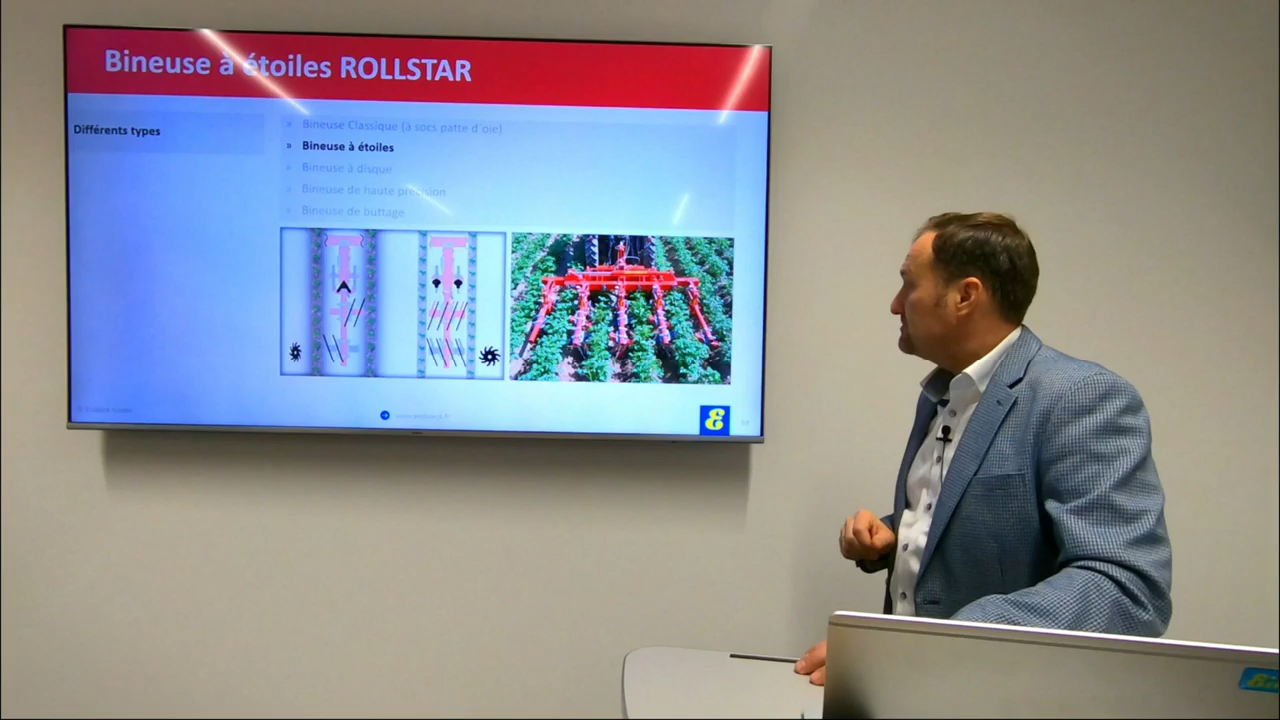 Bineuse à étoiles ROLLSTAR
Différents types
» Bineuse Classique (à socs patte d'oie)
» Bineuse à étoiles
» Bineuse à disque
» Bineuse de haute précision
» Bineuse de buttage